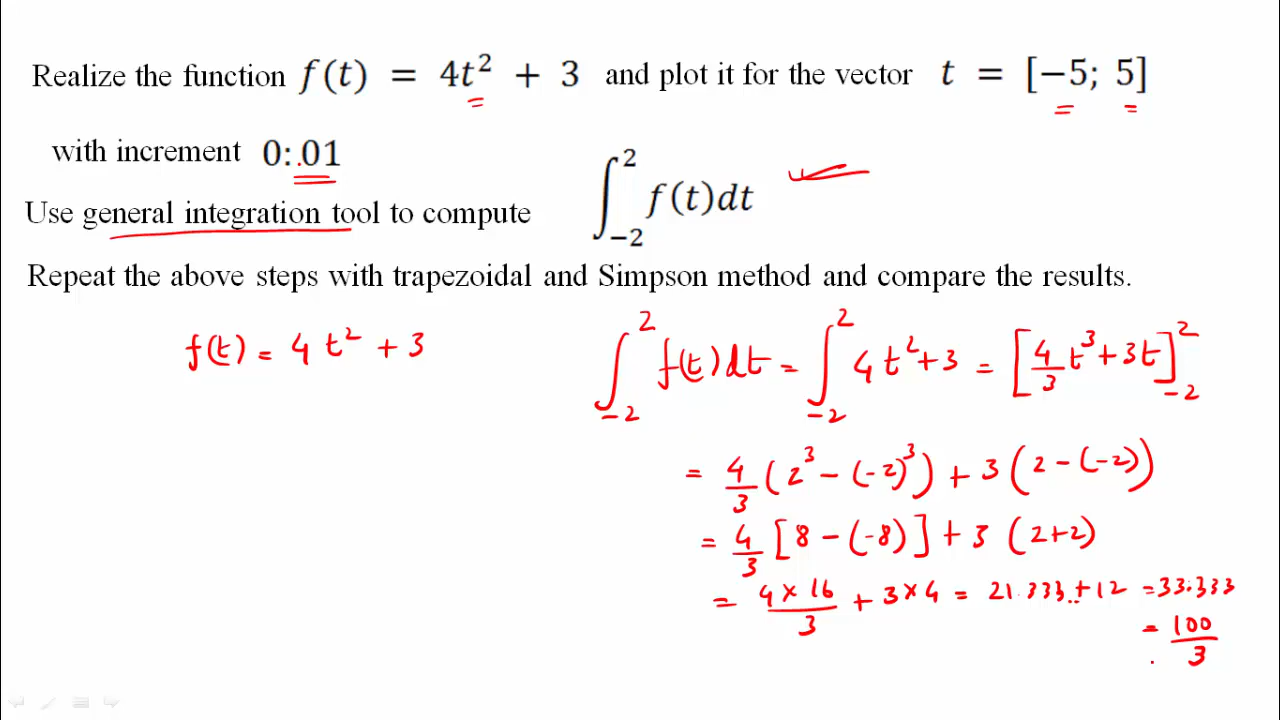 Realize the function f(t) = 4t² + 3 and plot it for the vector t = [−5; 5]
with increment 0:.01
Use general integration tool to compute ∫₋₂² f(t)dt
Repeat the above steps with trapezoidal and Simpson method and compare the results.
f(t) = 4 t² + 3
∫₋₂² f(t)dt = ∫₋₂² 4t²+3 = [4/3 t³ + 3t]₋₂²
= 4/3 (2³ − (−2)³) + 3 (2 − (−2))
= 4/3 [8 − (−8)] + 3 (2+2)
= 4 × 16/3 + 3 × 4 = 21.333 + 12 = 33.333
= 100/3